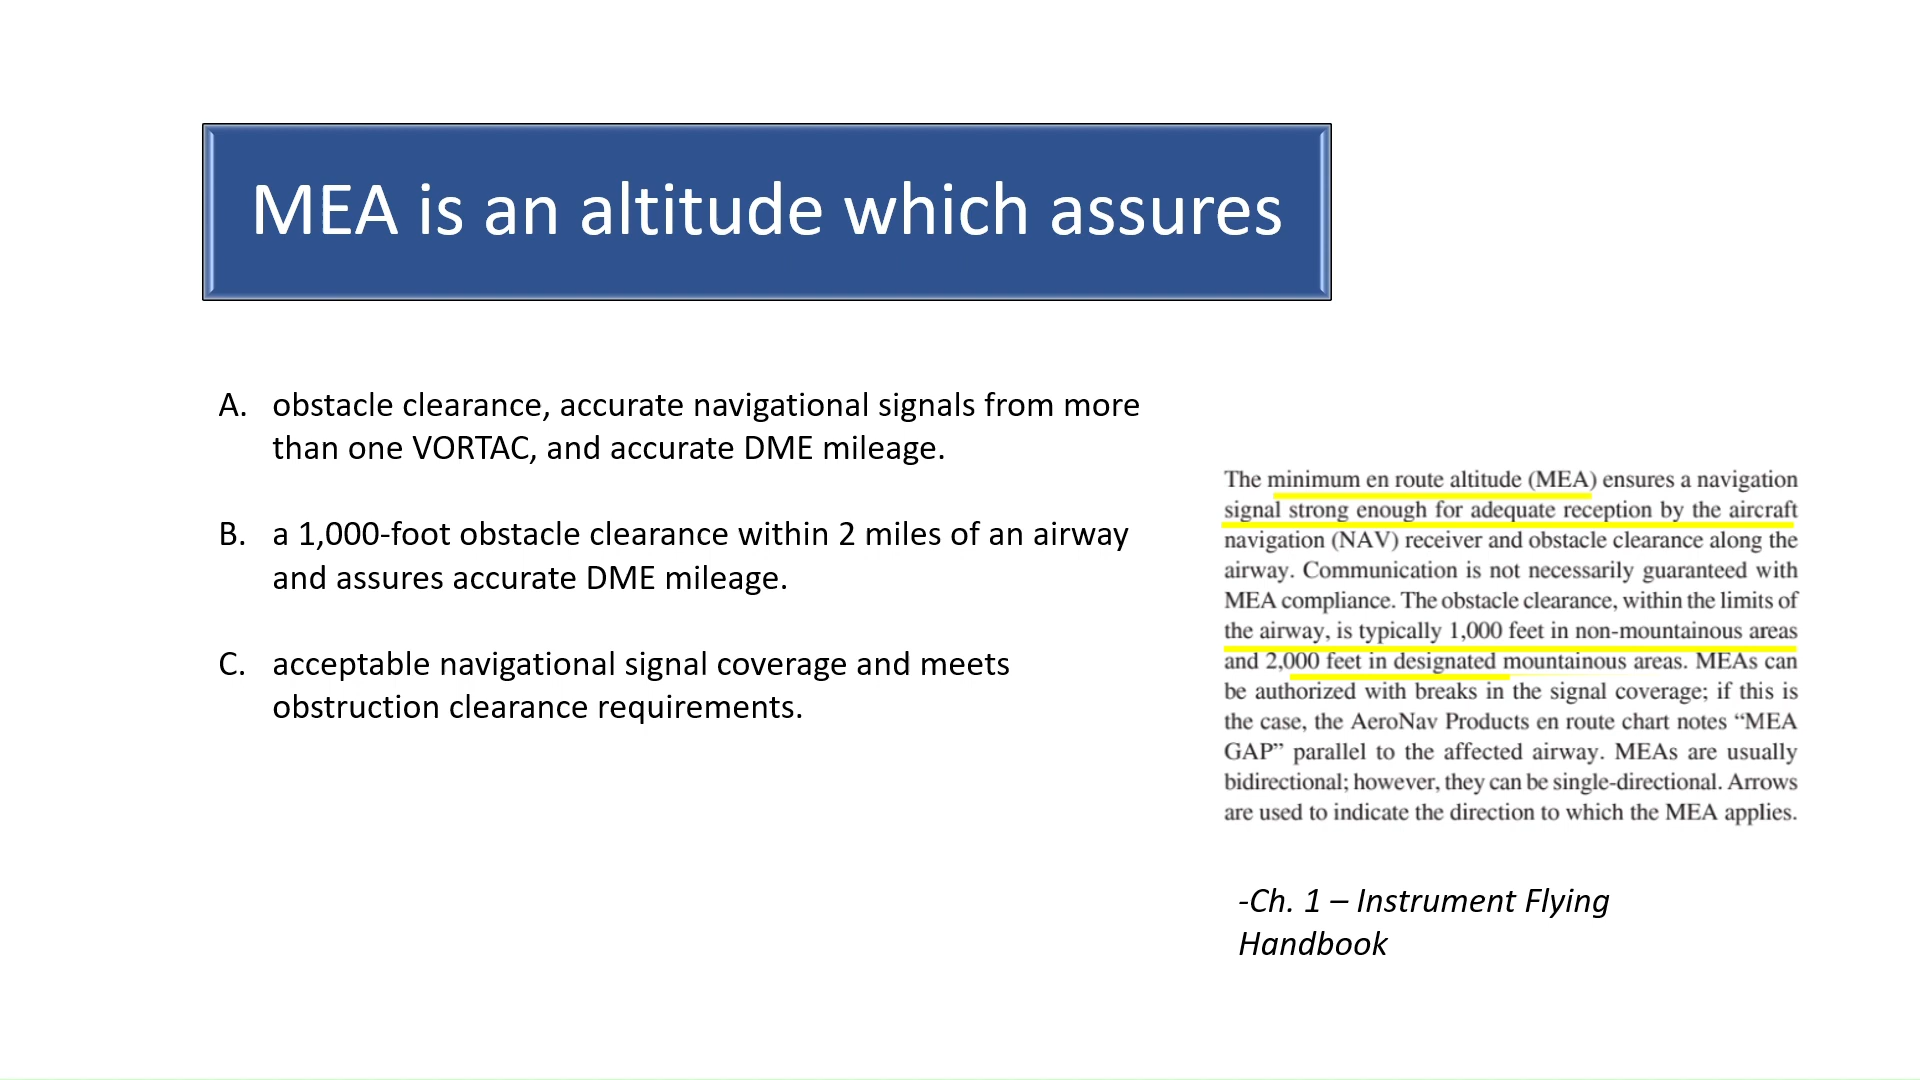 MEA is an altitude which assures
A. obstacle clearance, accurate navigational signals from more
than one VORTAC, and accurate DME mileage.
B. a 1,000-foot obstacle clearance within 2 miles of an airway
and assures accurate DME mileage.
C. acceptable navigational signal coverage and meets
obstruction clearance requirements.
The minimum en route altitude (MEA) ensures a navigation
signal strong enough for adequate reception by the aircraft
navigation (NAV) receiver and obstacle clearance along the
airway. Communication is not necessarily guaranteed with
MEA compliance. The obstacle clearance, within the limits of
the airway, is typically 1,000 feet in non-mountainous areas
and 2,000 feet in designated mountainous areas. MEAs can
be authorized with breaks in the signal coverage; if this is
the case, the AeroNav Products en route chart notes “MEA
GAP” parallel to the affected airway. MEAs are usually
bidirectional; however, they can be single-directional. Arrows
are used to indicate the direction to which the MEA applies.
-Ch. 1 – Instrument Flying
Handbook